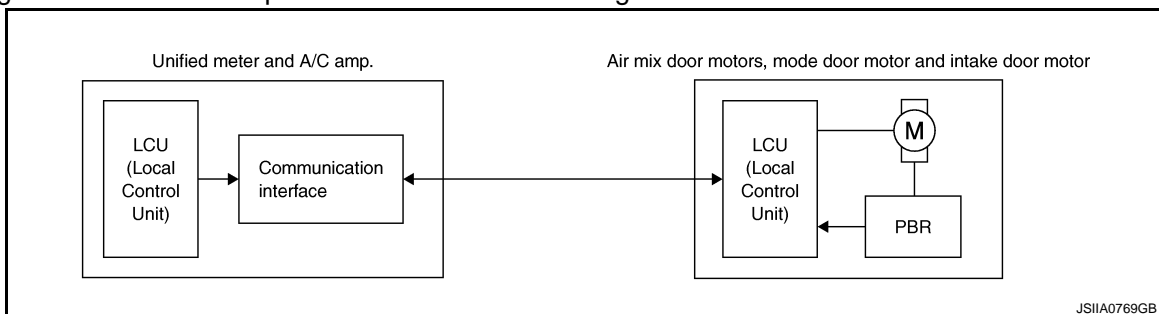 Unified meter and A/C amp.
Air mix door motors, mode door motor and intake door motor
LCU
(Local
Control
Unit)
Communication
interface
LCU
(Local
Control
Unit)
M
PBR
JSIIA0769GB